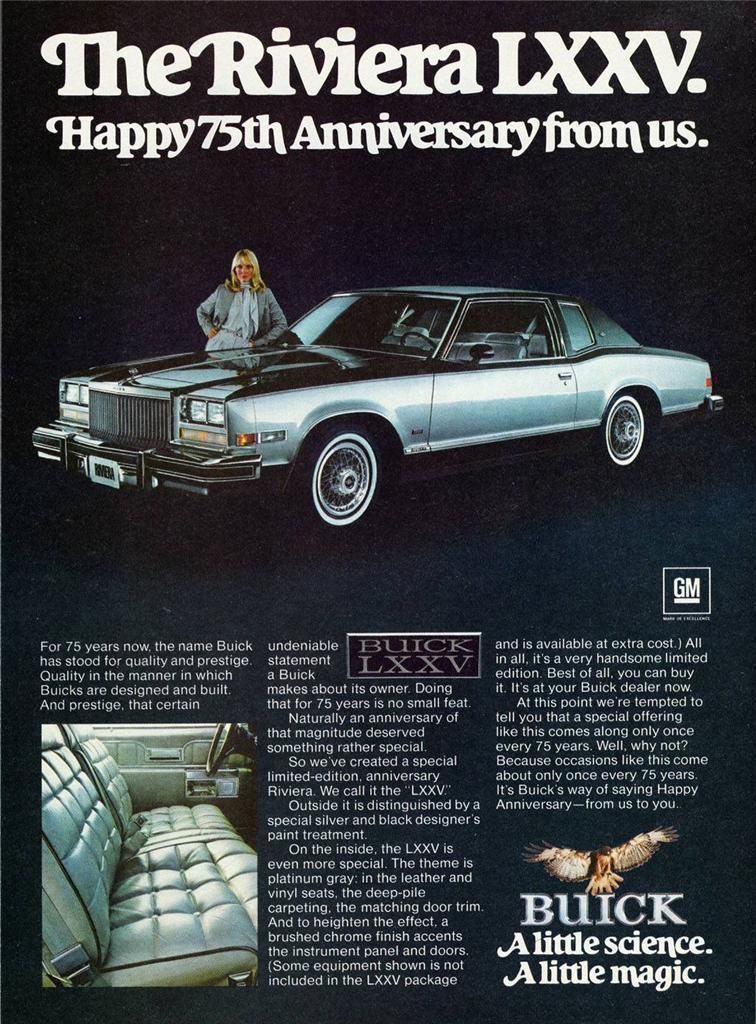 The Riviera LXXV.
Happy 75th Anniversary from us.
RIVIERA
GM
MARK OF EXCELLENCE
For 75 years now, the name Buick
has stood for quality and prestige.
Quality in the manner in which
Buicks are designed and built.
And prestige, that certain
undeniable
statement
a Buick
makes about its owner. Doing
that for 75 years is no small feat.
Naturally an anniversary of
that magnitude deserved
something rather special.
So we've created a special
limited-edition, anniversary
Riviera. We call it the "LXXV."
Outside it is distinguished by a
special silver and black designer's
paint treatment.
On the inside, the LXXV is
even more special. The theme is
platinum gray: in the leather and
vinyl seats, the deep-pile
carpeting, the matching door trim.
And to heighten the effect, a
brushed chrome finish accents
the instrument panel and doors.
(Some equipment shown is not
included in the LXXV package
BUICK
LXXV
and is available at extra cost.) All
in all, it's a very handsome limited
edition. Best of all, you can buy
it. It's at your Buick dealer now.
At this point we're tempted to
tell you that a special offering
like this comes along only once
every 75 years. Well, why not?
Because occasions like this come
about only once every 75 years.
It's Buick's way of saying Happy
Anniversary—from us to you.
BUICK
A little science.
A little magic.